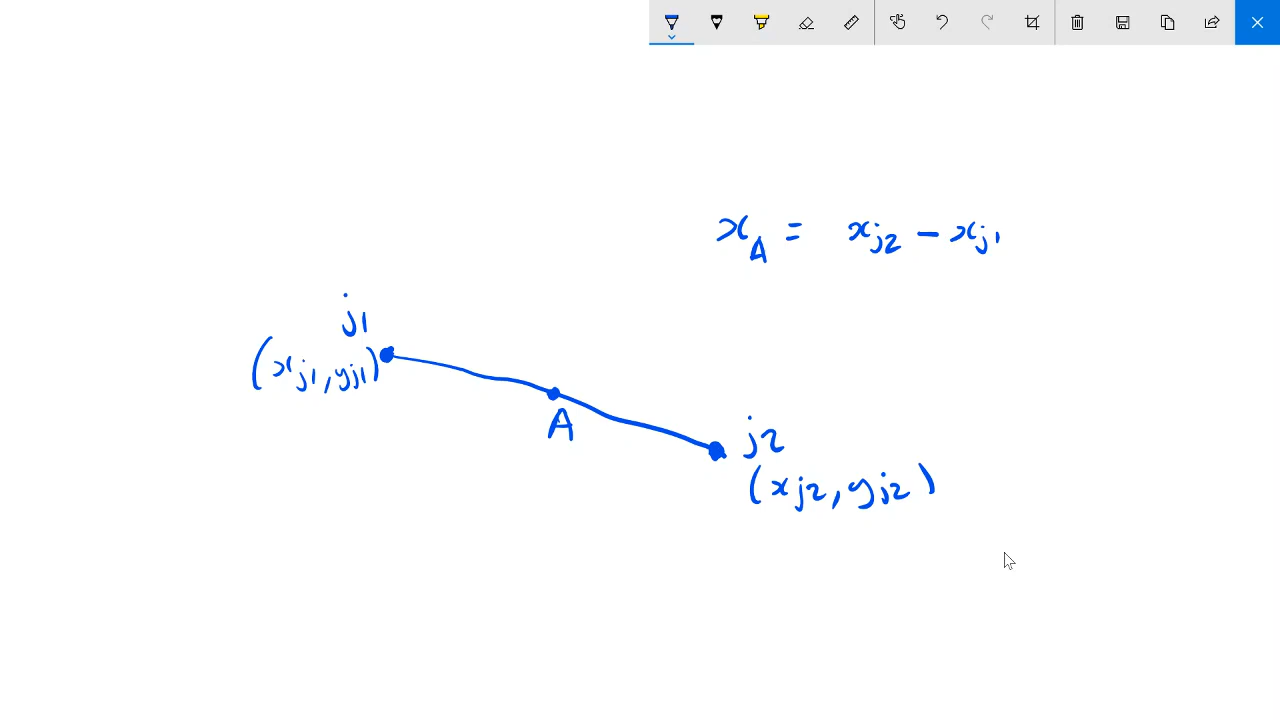 x_A = x_j2 - x_j1
j1
(x_j1, y_j1)
A
j2
(x_j2, y_j2)